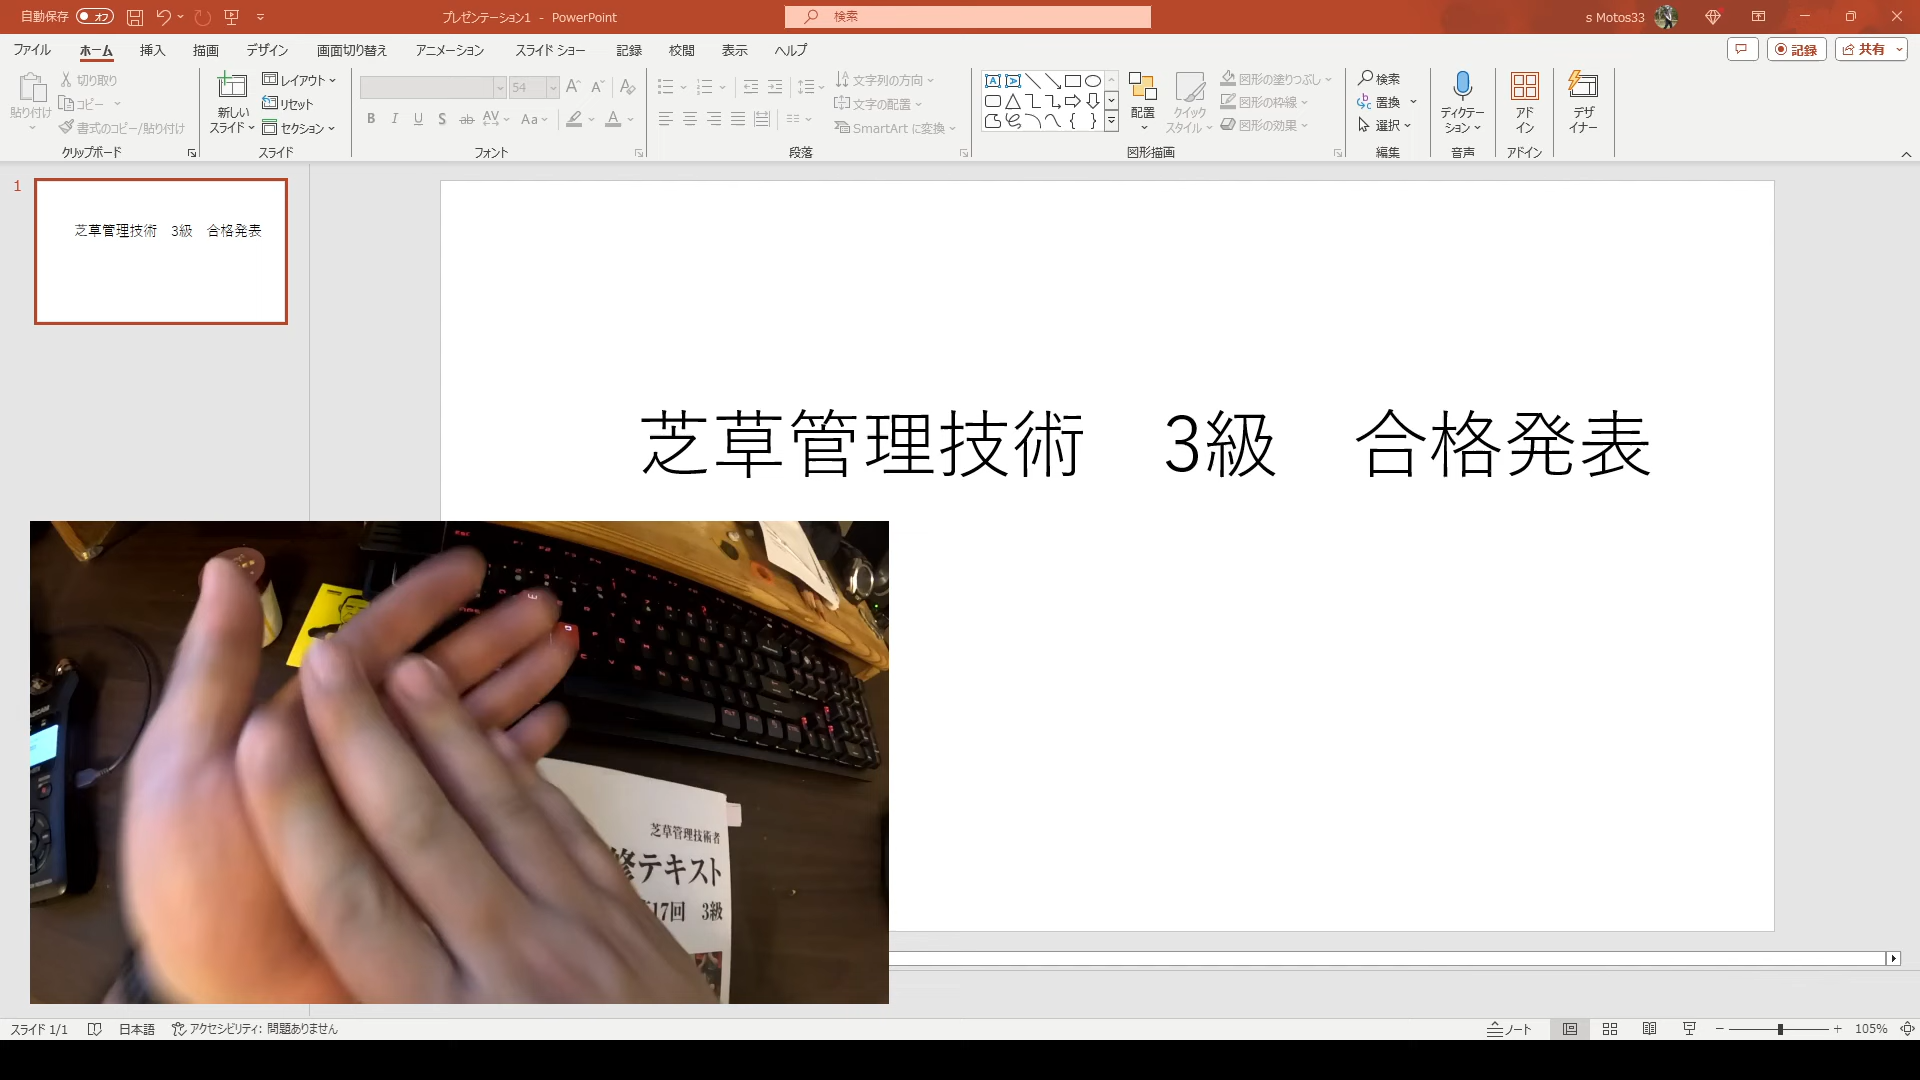 自動保存 オフ
プレゼンテーション1 - PowerPoint
検索
s Motos33
ファイル ホーム 挿入 描画 デザイン 画面切り替え アニメーション スライド ショー 記録 校閲 表示 ヘルプ
記録 共有
貼り付け
切り取り
コピー
書式のコピー/貼り付け
クリップボード
新しい
スライド
レイアウト
リセット
セクション
スライド
54
フォント
文字列の方向
文字の配置
SmartArt に変換
段落
配置
クイック
スタイル
図形の塗りつぶし
図形の枠線
図形の効果
図形描画
検索
置換
選択
編集
ディクテー
ション
音声
アド
イン
アドイン
デザ
イナー
1
芝草管理技術 3級 合格発表
芝草管理技術 3級 合格発表
芝草管理技術者
修テキスト
17回 3級
スライド 1/1 日本語 アクセシビリティ: 問題ありません
ノート
105%